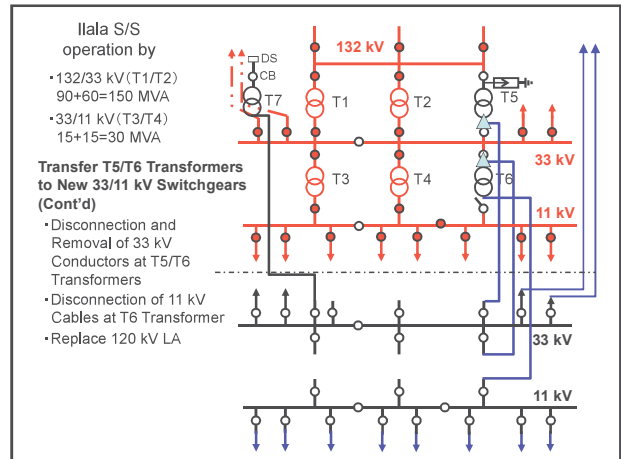 Ilala S/S
operation by
・132/33 kV(T1/T2)
90+60=150 MVA
・33/11 kV(T3/T4)
15+15=30 MVA
Transfer T5/T6 Transformers
to New 33/11 kV Switchgears
(Cont'd)
・Disconnection and
Removal of 33 kV
Conductors at T5/T6
Transformers
・Disconnection of 11 kV
Cables at T6 Transformer
・Replace 120 kV LA
DS
CB
T7
132 kV
T1
T2
T5
33 kV
T3
T4
T6
11 kV
33 kV
11 kV